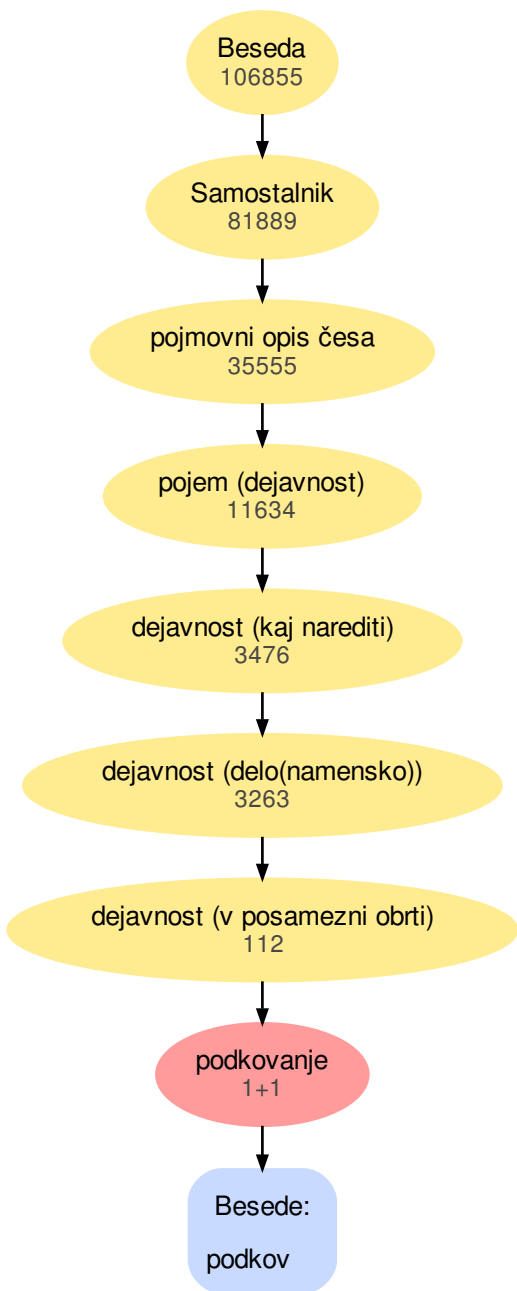 Beseda
106855
Samostalnik
81889
pojmovni opis česa
35555
pojem (dejavnost)
11634
dejavnost (kaj narediti)
3476
dejavnost (delo(namensko))
3263
dejavnost (v posamezni obrti)
112
podkovanje
1+1
Besede:
podkov